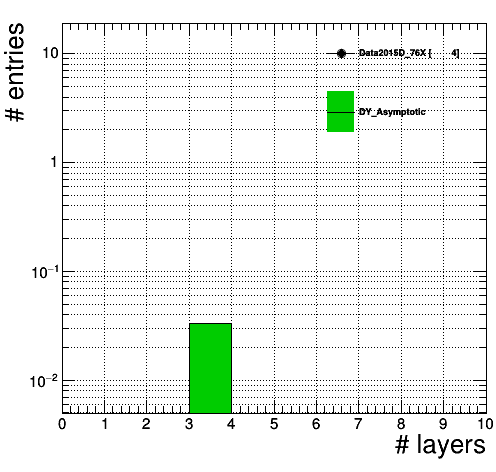 # entries
10
Data2015D_76X [ 4]
DY_Asymptotic
1
10⁻¹
10⁻²
0 1 2 3 4 5 6 7 8 9 10
# layers